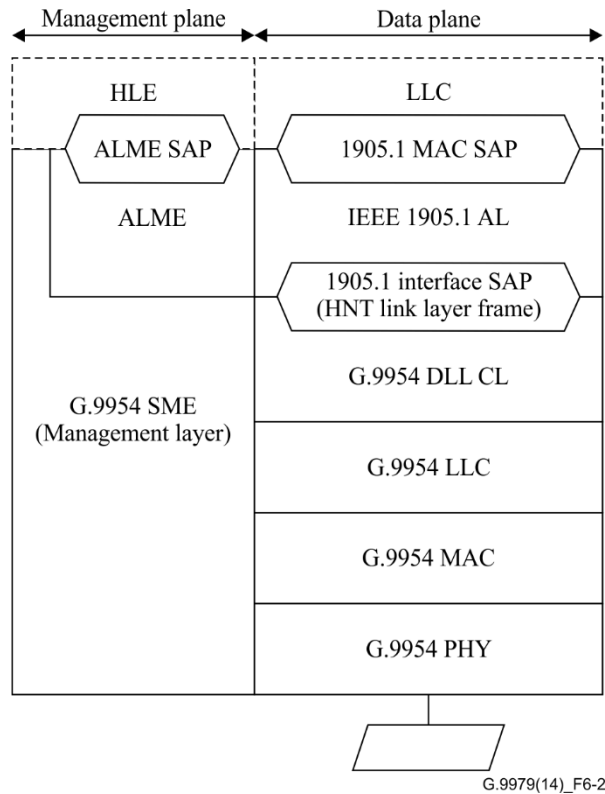 Management plane
Data plane
HLE
LLC
ALME SAP
1905.1 MAC SAP
ALME
IEEE 1905.1 AL
1905.1 interface SAP
(HNT link layer frame)
G.9954 DLL CL
G.9954 SME
(Management layer)
G.9954 LLC
G.9954 MAC
G.9954 PHY
G.9979(14)_F6-2